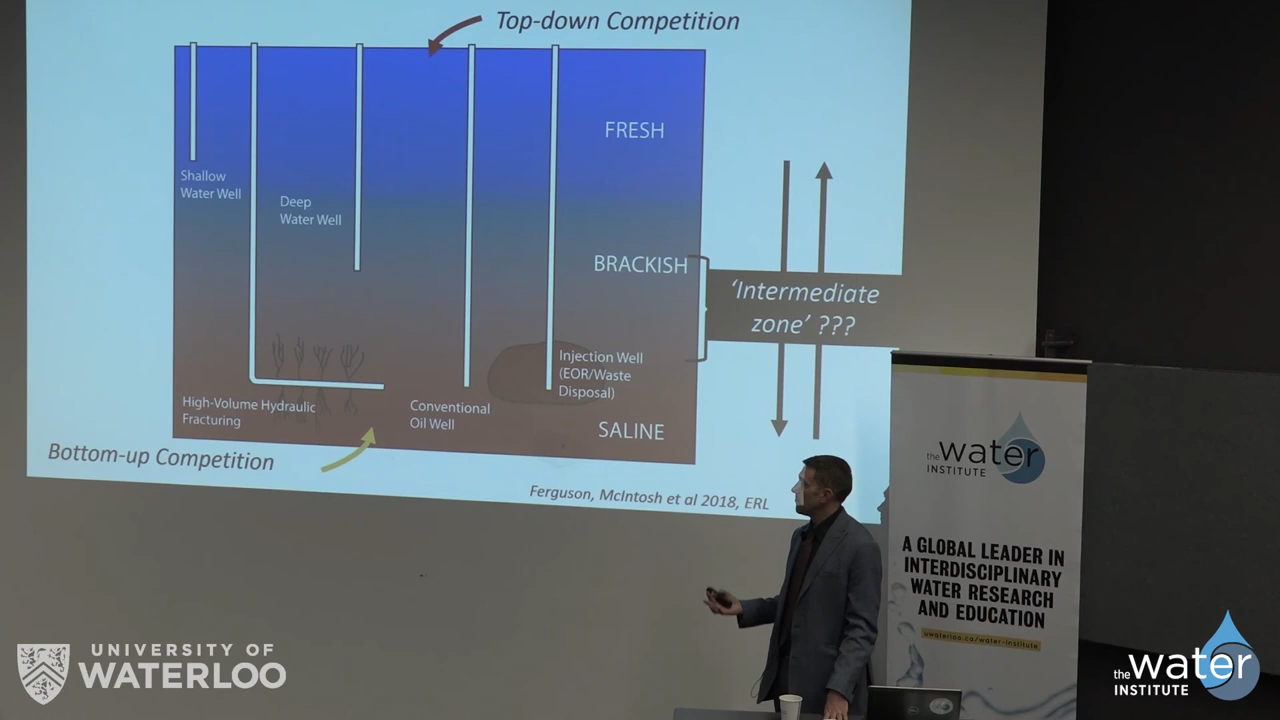 Top-down Competition
FRESH
Shallow
Water Well
Deep
Water Well
BRACKISH
'Intermediate
zone' ???
Injection Well
(EOR/Waste
Disposal)
High-Volume Hydraulic
Fracturing
Conventional
Oil Well
SALINE
Bottom-up Competition
Ferguson, McIntosh et al 2018, ERL
the water
INSTITUTE
A GLOBAL LEADER IN
INTERDISCIPLINARY
WATER RESEARCH
AND EDUCATION
uwaterloo.ca/water-institute
UNIVERSITY OF
WATERLOO
the water
INSTITUTE